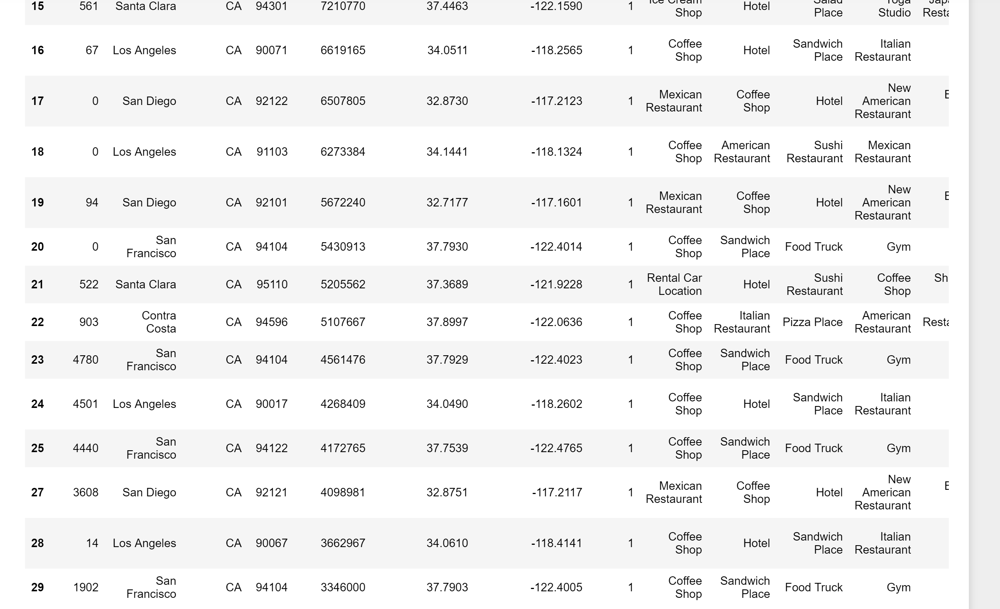 15 561 Santa Clara CA 94301 7210770 37.4463 -122.1590 1 Ice Cream Shop Hotel Salad Place Yoga Studio
16 67 Los Angeles CA 90071 6619165 34.0511 -118.2565 1 Coffee Shop Hotel Sandwich Place Italian Restaurant
17 0 San Diego CA 92122 6507805 32.8730 -117.2123 1 Mexican Restaurant Coffee Shop Hotel New American Restaurant
18 0 Los Angeles CA 91103 6273384 34.1441 -118.1324 1 Coffee Shop American Restaurant Sushi Restaurant Mexican Restaurant
19 94 San Diego CA 92101 5672240 32.7177 -117.1601 1 Mexican Restaurant Coffee Shop Hotel New American Restaurant
20 0 San Francisco CA 94104 5430913 37.7930 -122.4014 1 Coffee Shop Sandwich Place Food Truck Gym
21 522 Santa Clara CA 95110 5205562 37.3689 -121.9228 1 Rental Car Location Hotel Sushi Restaurant Coffee Shop Sh
22 903 Contra Costa CA 94596 5107667 37.8997 -122.0636 1 Coffee Shop Italian Restaurant Pizza Place American Restaurant
23 4780 San Francisco CA 94104 4561476 37.7929 -122.4023 1 Coffee Shop Sandwich Place Food Truck Gym
24 4501 Los Angeles CA 90017 4268409 34.0490 -118.2602 1 Coffee Shop Hotel Sandwich Place Italian Restaurant
25 4440 San Francisco CA 94122 4172765 37.7539 -122.4765 1 Coffee Shop Sandwich Place Food Truck Gym
27 3608 San Diego CA 92121 4098981 32.8751 -117.2117 1 Mexican Restaurant Coffee Shop Hotel New American Restaurant
28 14 Los Angeles CA 90067 3662967 34.0610 -118.4141 1 Coffee Shop Hotel Sandwich Place Italian Restaurant
29 1902 San Francisco CA 94104 3346000 37.7903 -122.4005 1 Coffee Shop Sandwich Place Food Truck Gym